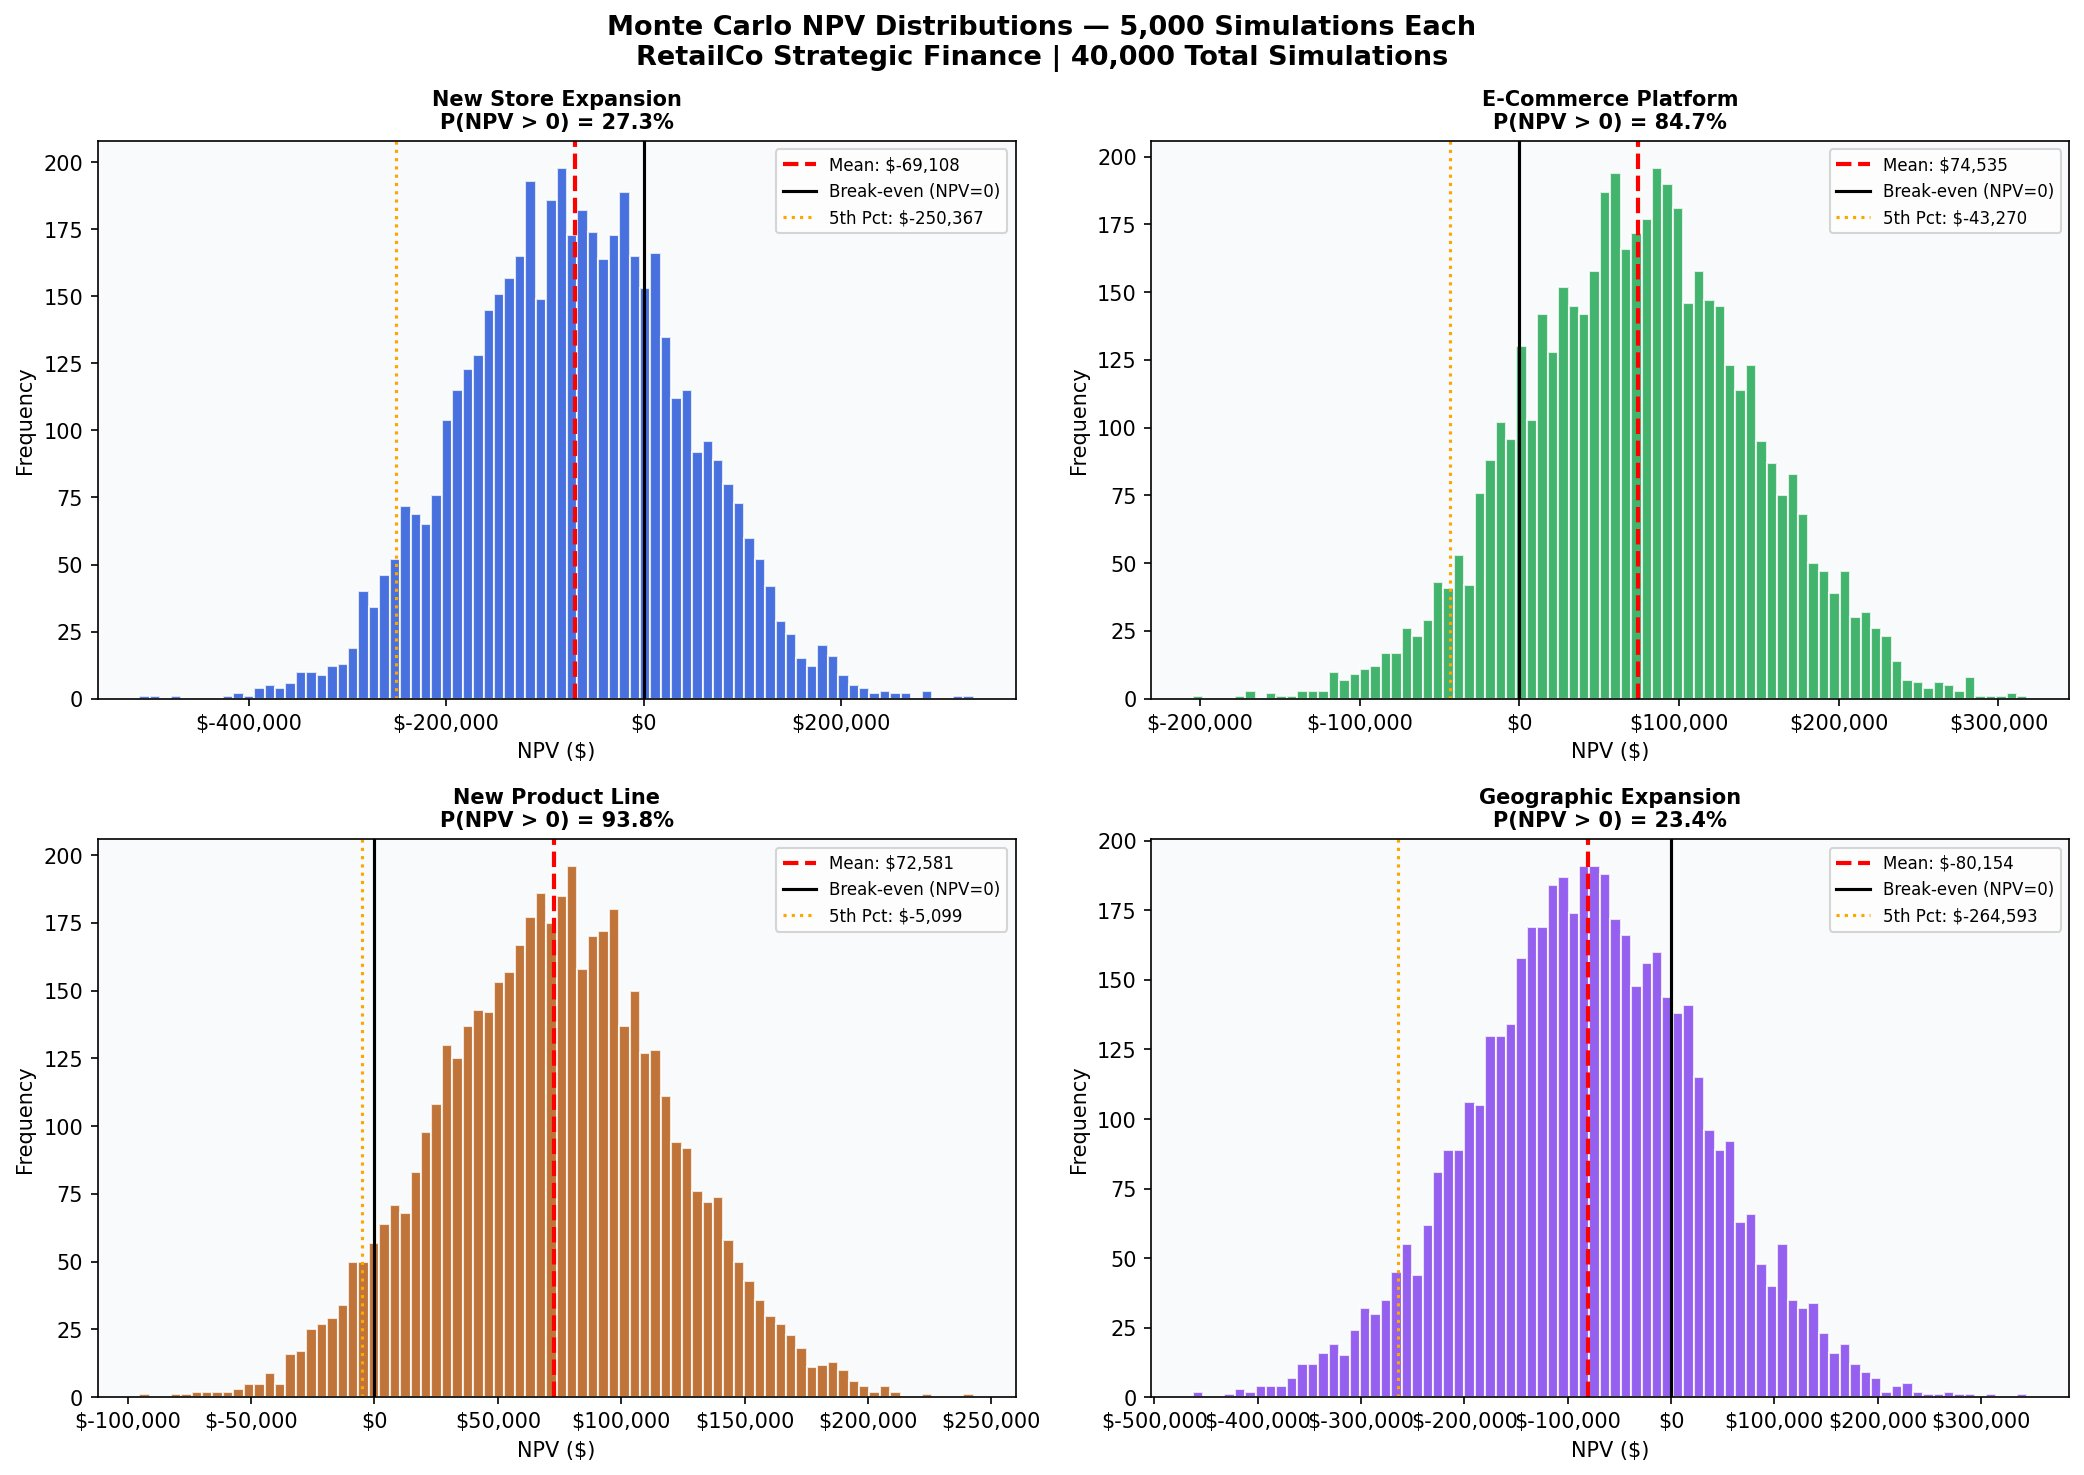 Monte Carlo NPV Distributions — 5,000 Simulations Each
RetailCo Strategic Finance | 40,000 Total Simulations
New Store Expansion
P(NPV > 0) = 27.3%
Mean: $-69,108
Break-even (NPV=0)
5th Pct: $-250,367
Frequency
200
175
150
125
100
75
50
25
0
$-400,000 $-200,000 $0 $200,000
NPV ($)
E-Commerce Platform
P(NPV > 0) = 84.7%
Mean: $74,535
Break-even (NPV=0)
5th Pct: $-43,270
Frequency
200
175
150
125
100
75
50
25
0
$-200,000 $-100,000 $0 $100,000 $200,000 $300,000
NPV ($)
New Product Line
P(NPV > 0) = 93.8%
Mean: $72,581
Break-even (NPV=0)
5th Pct: $-5,099
Frequency
200
175
150
125
100
75
50
25
0
$-100,000 $-50,000 $0 $50,000 $100,000 $150,000 $200,000 $250,000
NPV ($)
Geographic Expansion
P(NPV > 0) = 23.4%
Mean: $-80,154
Break-even (NPV=0)
5th Pct: $-264,593
Frequency
200
175
150
125
100
75
50
25
0
$-500,000 $-400,000 $-300,000 $-200,000 $-100,000 $0 $100,000 $200,000 $300,000
NPV ($)